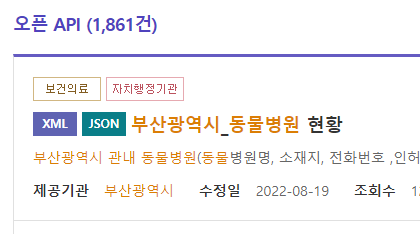 오픈 API (1,861건)
보건의료 자치행정기관
XML JSON 부산광역시_동물병원 현황
부산광역시 관내 동물병원(동물병원명, 소재지, 전화번호 ,인허
제공기관 부산광역시 수정일 2022-08-19 조회수